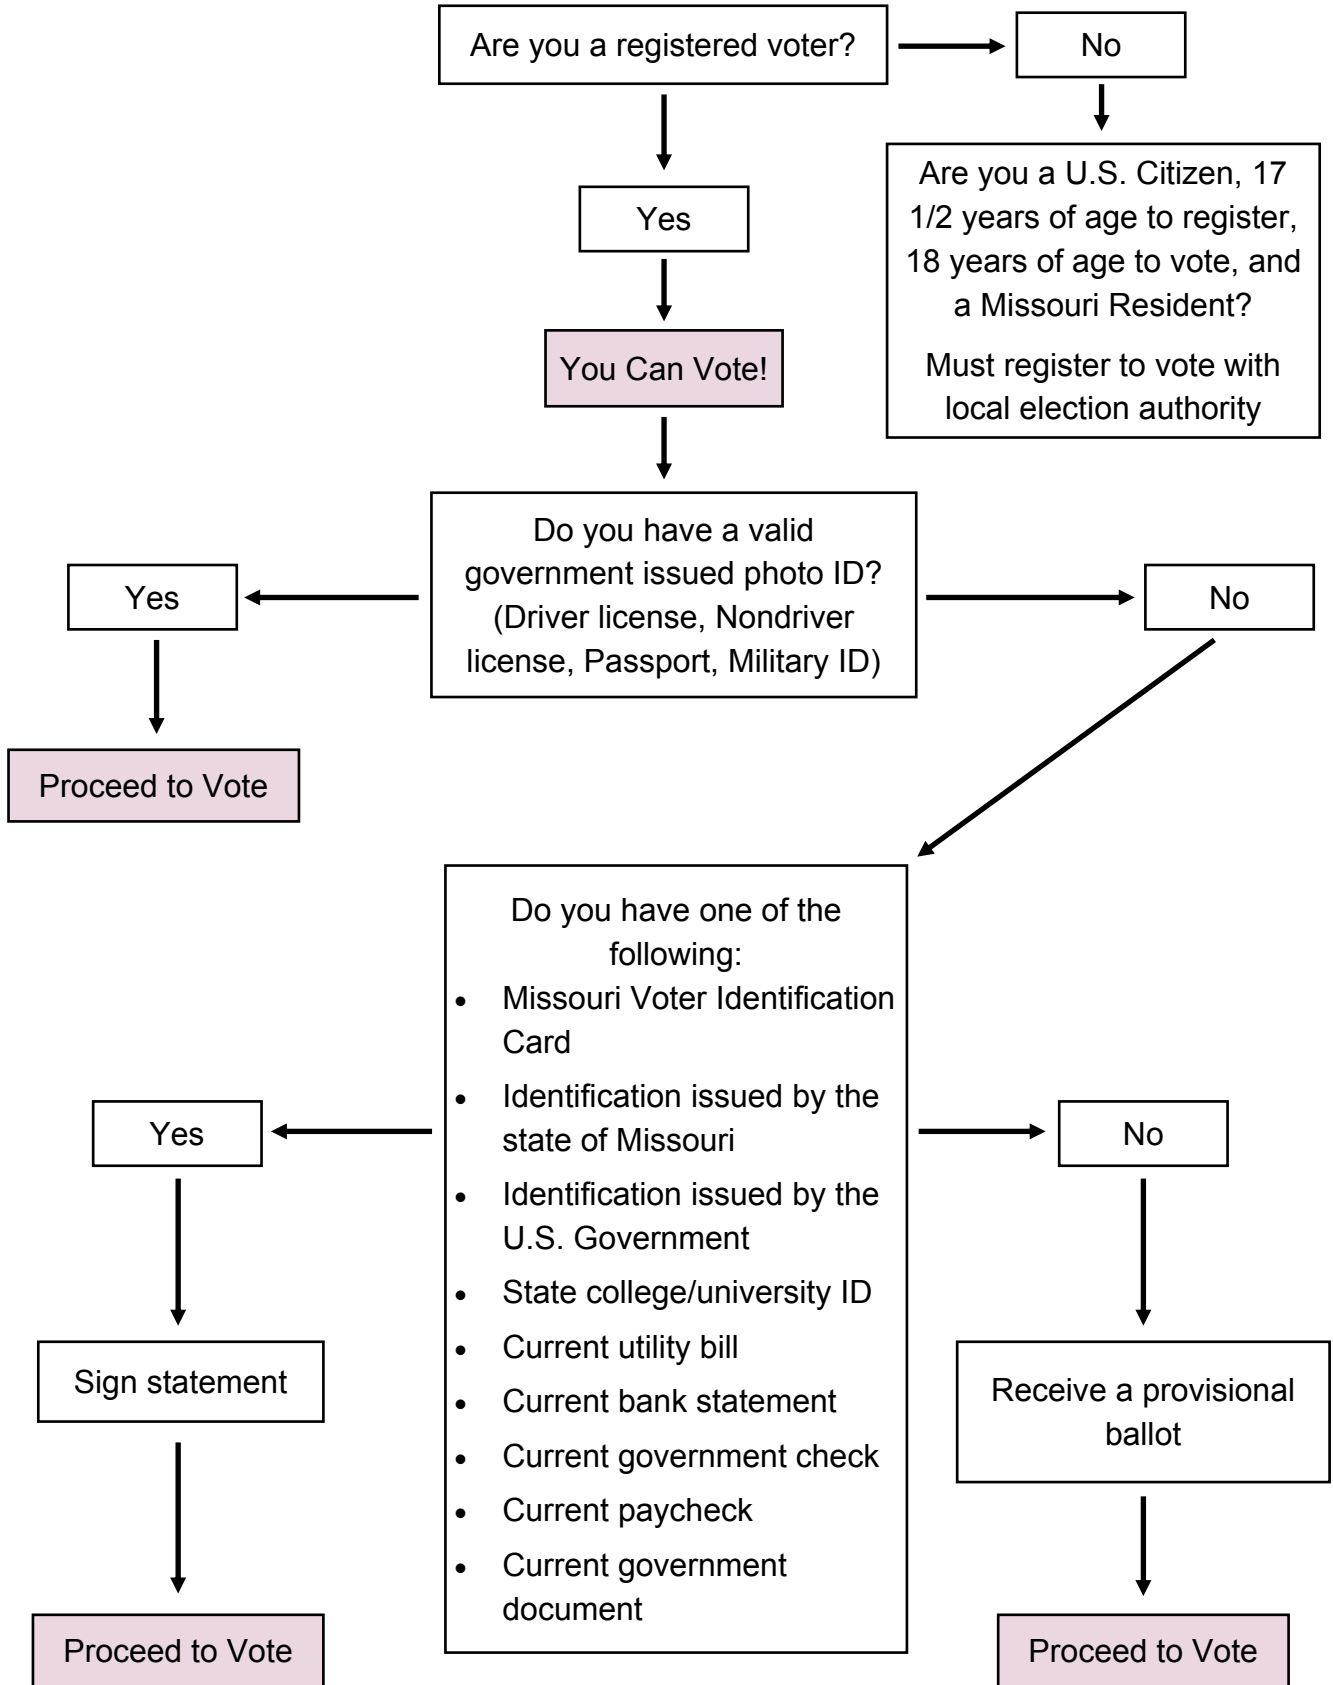 Are you a registered voter?
No
Yes
Are you a U.S. Citizen, 17
1/2 years of age to register,
18 years of age to vote, and
a Missouri Resident?
Must register to vote with
local election authority
You Can Vote!
Do you have a valid
government issued photo ID?
(Driver license, Nondriver
license, Passport, Military ID)
Yes
No
Proceed to Vote
Do you have one of the
following:
• Missouri Voter Identification
Card
• Identification issued by the
state of Missouri
• Identification issued by the
U.S. Government
• State college/university ID
• Current utility bill
• Current bank statement
• Current government check
• Current paycheck
• Current government
document
Yes
No
Sign statement
Receive a provisional
ballot
Proceed to Vote
Proceed to Vote